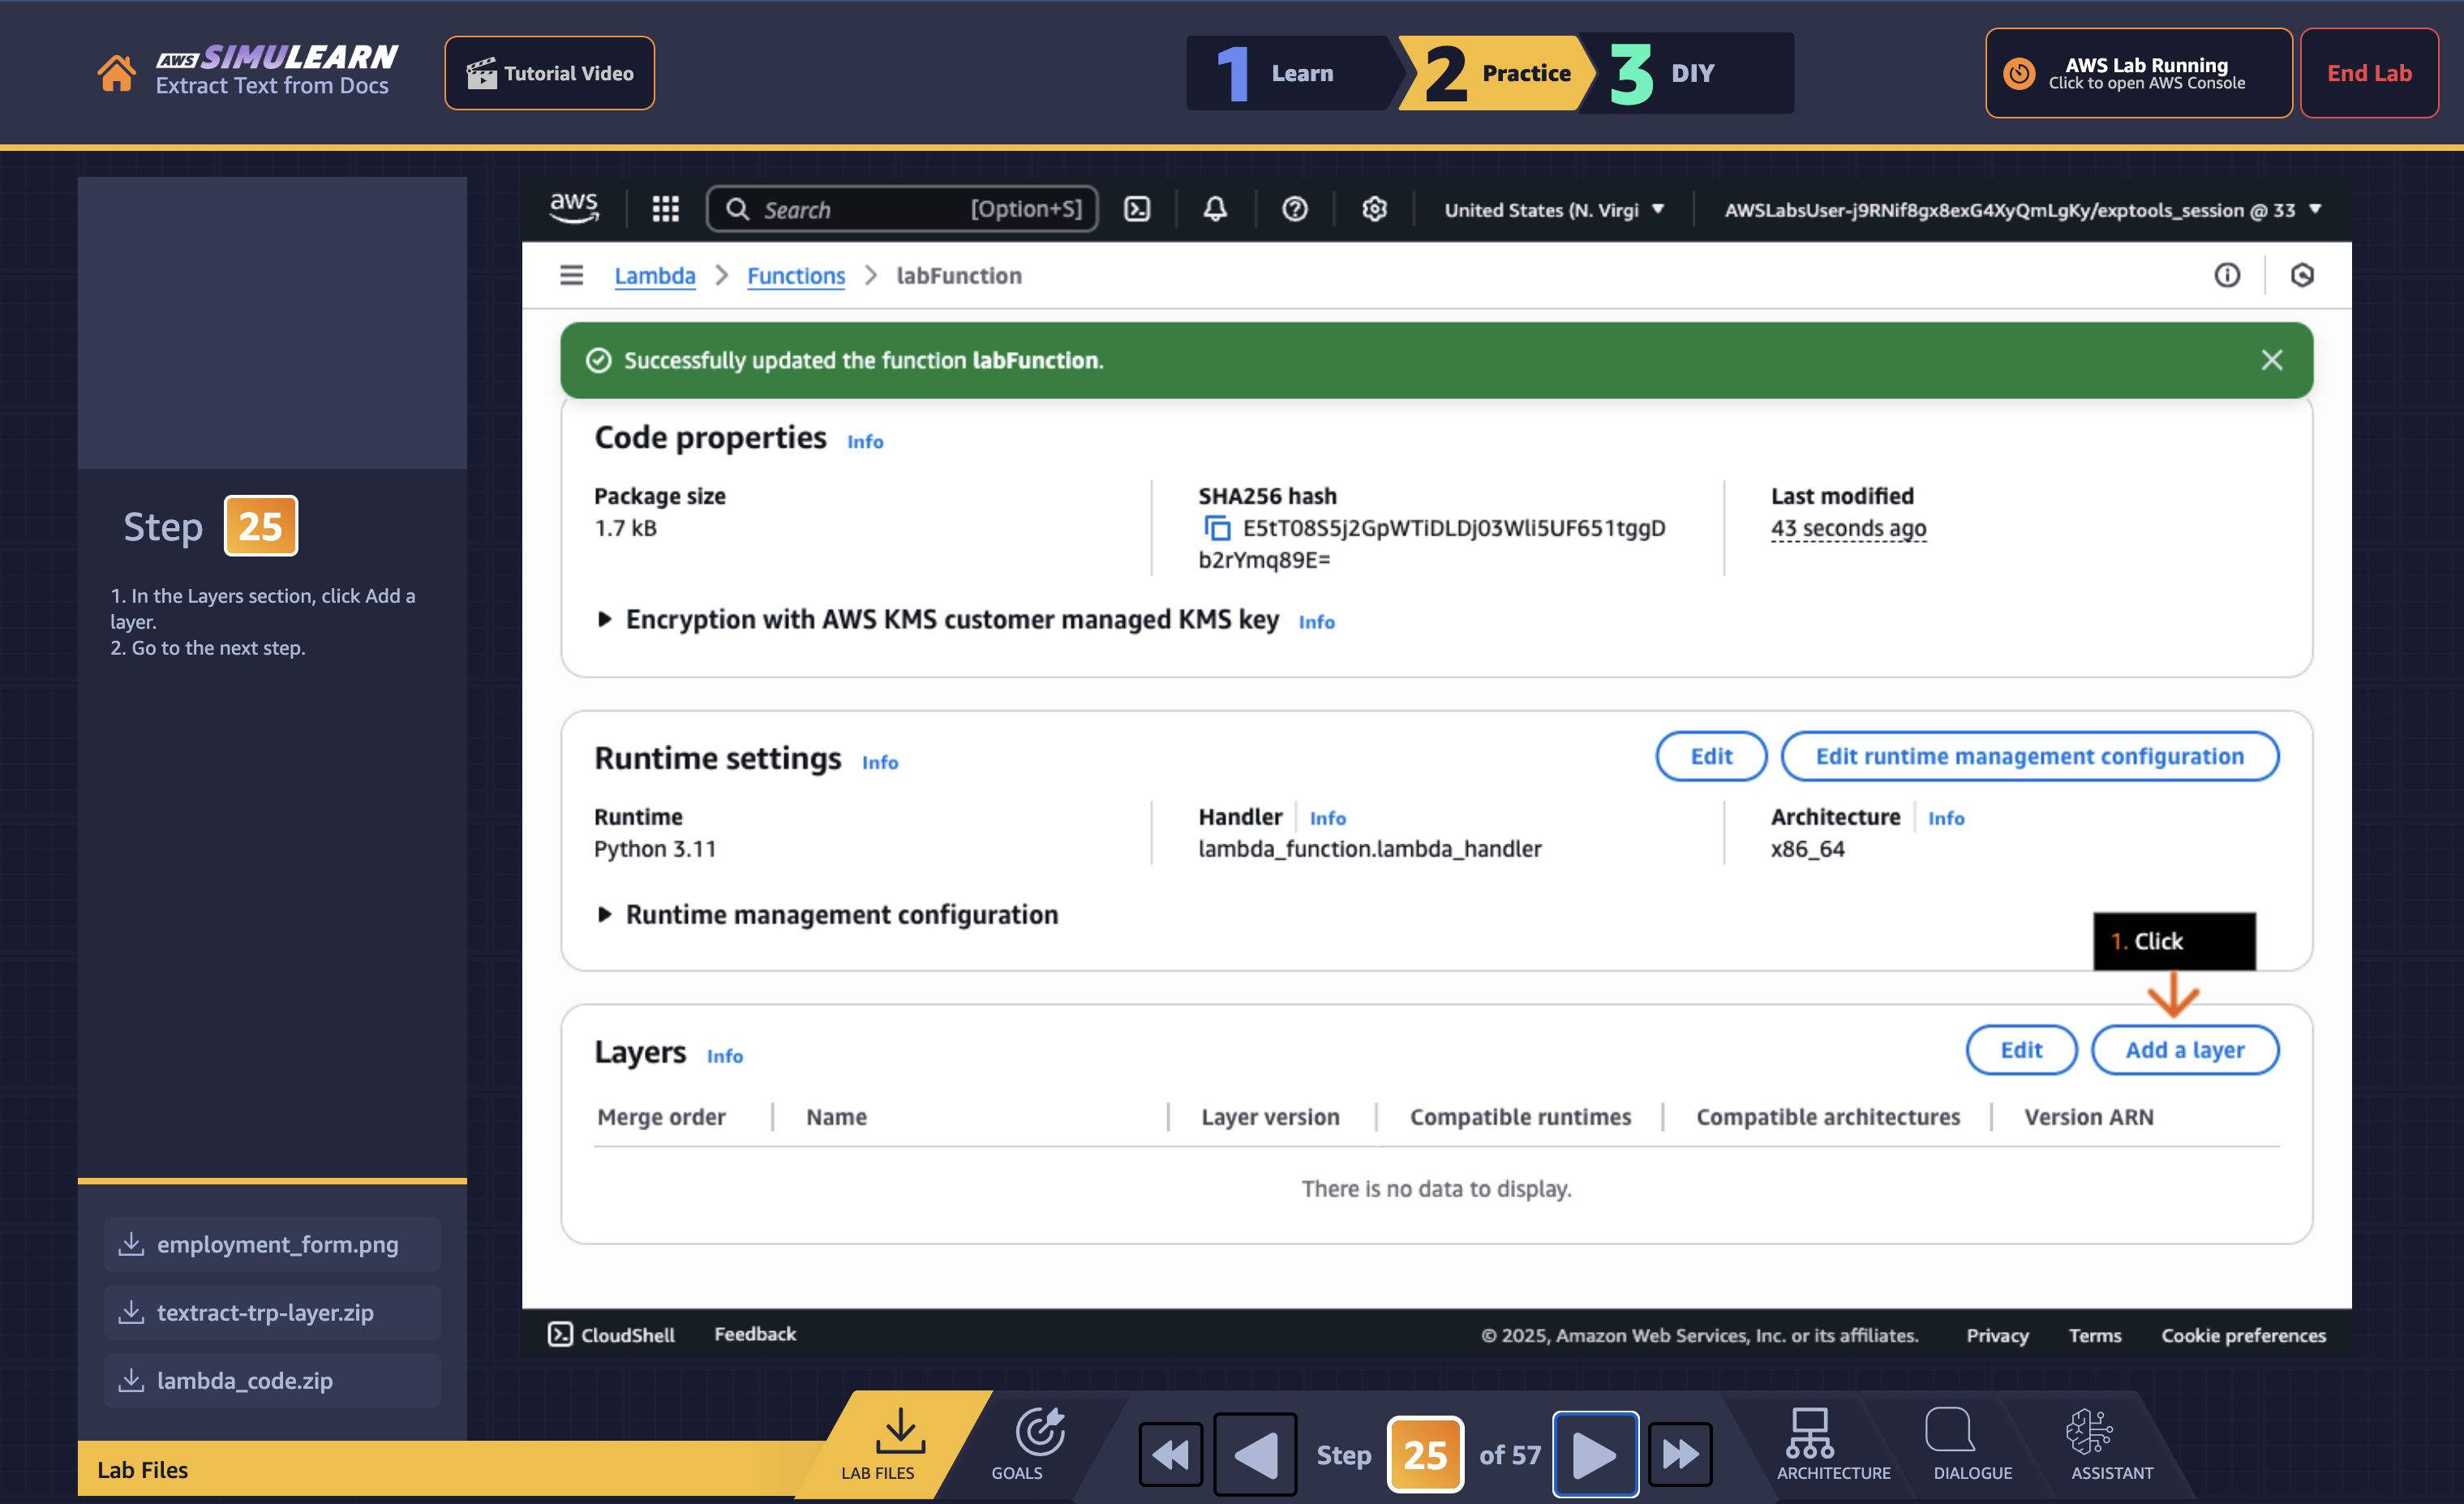 aws SIMULEARN
Extract Text from Docs
Tutorial Video
1 Learn
2 Practice
3 DIY
AWS Lab Running
Click to open AWS Console
End Lab
aws
Search
[Option+S]
United States (N. Virgi
AWSLabsUser-j9RNif8gx8exG4XyQmLgKy/exptools_session @ 33
Lambda > Functions > labFunction
Successfully updated the function labFunction.
Step 25
1. In the Layers section, click Add a
layer.
2. Go to the next step.
Code properties Info
Package size
1.7 kB
SHA256 hash
E5tT08S5j2GpWTiDLDj03Wli5UF651tggD
b2rYmq89E=
Last modified
43 seconds ago
Encryption with AWS KMS customer managed KMS key Info
Runtime settings Info
Edit
Edit runtime management configuration
Runtime
Python 3.11
Handler Info
lambda_function.lambda_handler
Architecture Info
x86_64
Runtime management configuration
1. Click
Layers Info
Edit
Add a layer
Merge order
Name
Layer version
Compatible runtimes
Compatible architectures
Version ARN
There is no data to display.
employment_form.png
textract-trp-layer.zip
lambda_code.zip
CloudShell
Feedback
© 2025, Amazon Web Services, Inc. or its affiliates.
Privacy
Terms
Cookie preferences
Lab Files
LAB FILES
GOALS
Step 25 of 57
ARCHITECTURE
DIALOGUE
ASSISTANT